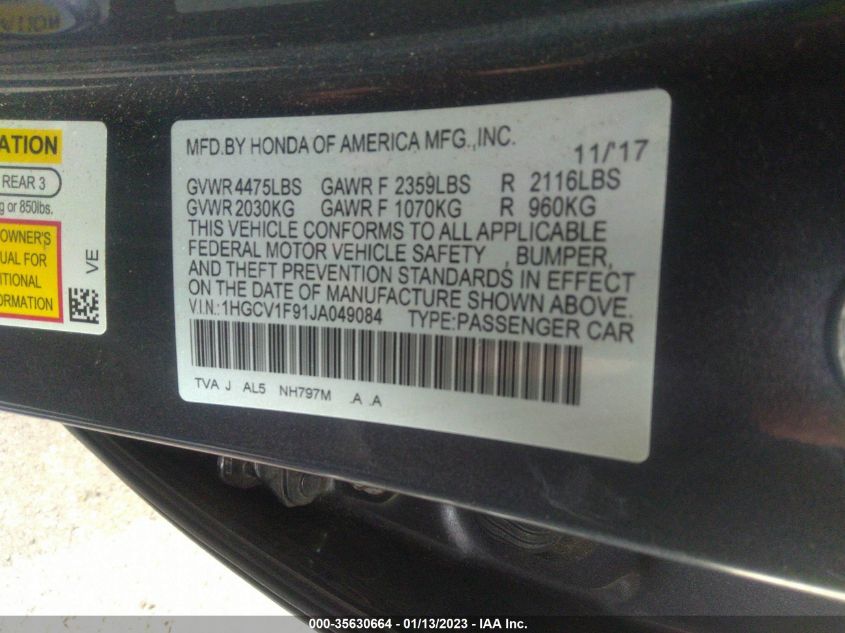 ATION
REAR 3
g or 850lbs.
OWNER'S
UAL FOR
ITIONAL
ORMATION
VE
MFD.BY HONDA OF AMERICA MFG.,INC.
11/'17
GVWR 4475LBS GAWR F 2359LBS R 2116LBS
GVWR 2030KG GAWR F 1070KG R 960KG
THIS VEHICLE CONFORMS TO ALL APPLICABLE
FEDERAL MOTOR VEHICLE SAFETY , BUMPER,
AND THEFT PREVENTION STANDARDS IN EFFECT
ON THE DATE OF MANUFACTURE SHOWN ABOVE.
V.I.N.:1HGCV1F91JA049084 TYPE:PASSENGER CAR
TVA J AL5 NH797M .A .A
000-35630664 - 01/13/2023 - IAA Inc.